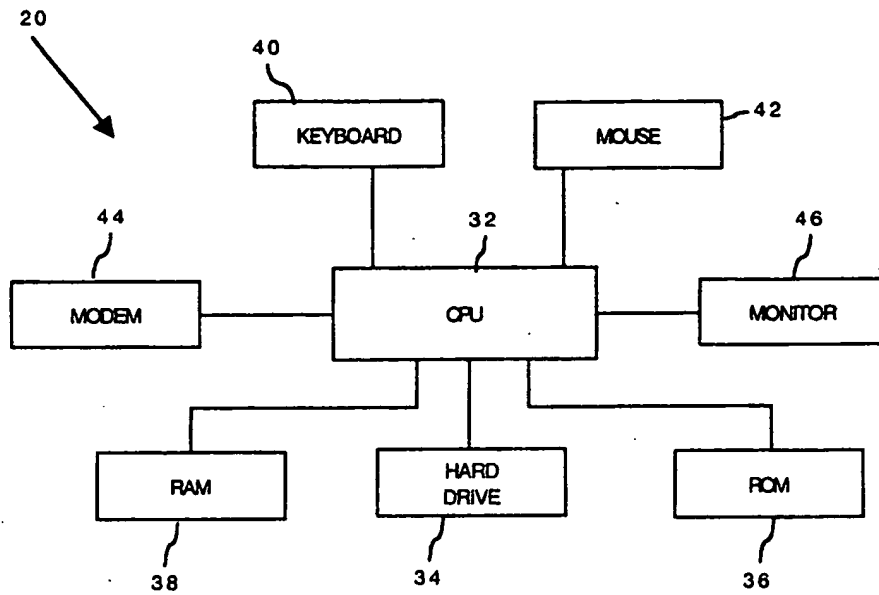 20
40
KEYBOARD
42
MOUSE
44
MODEM
32
CPU
46
MONITOR
RAM
38
HARD
DRIVE
34
ROM
36